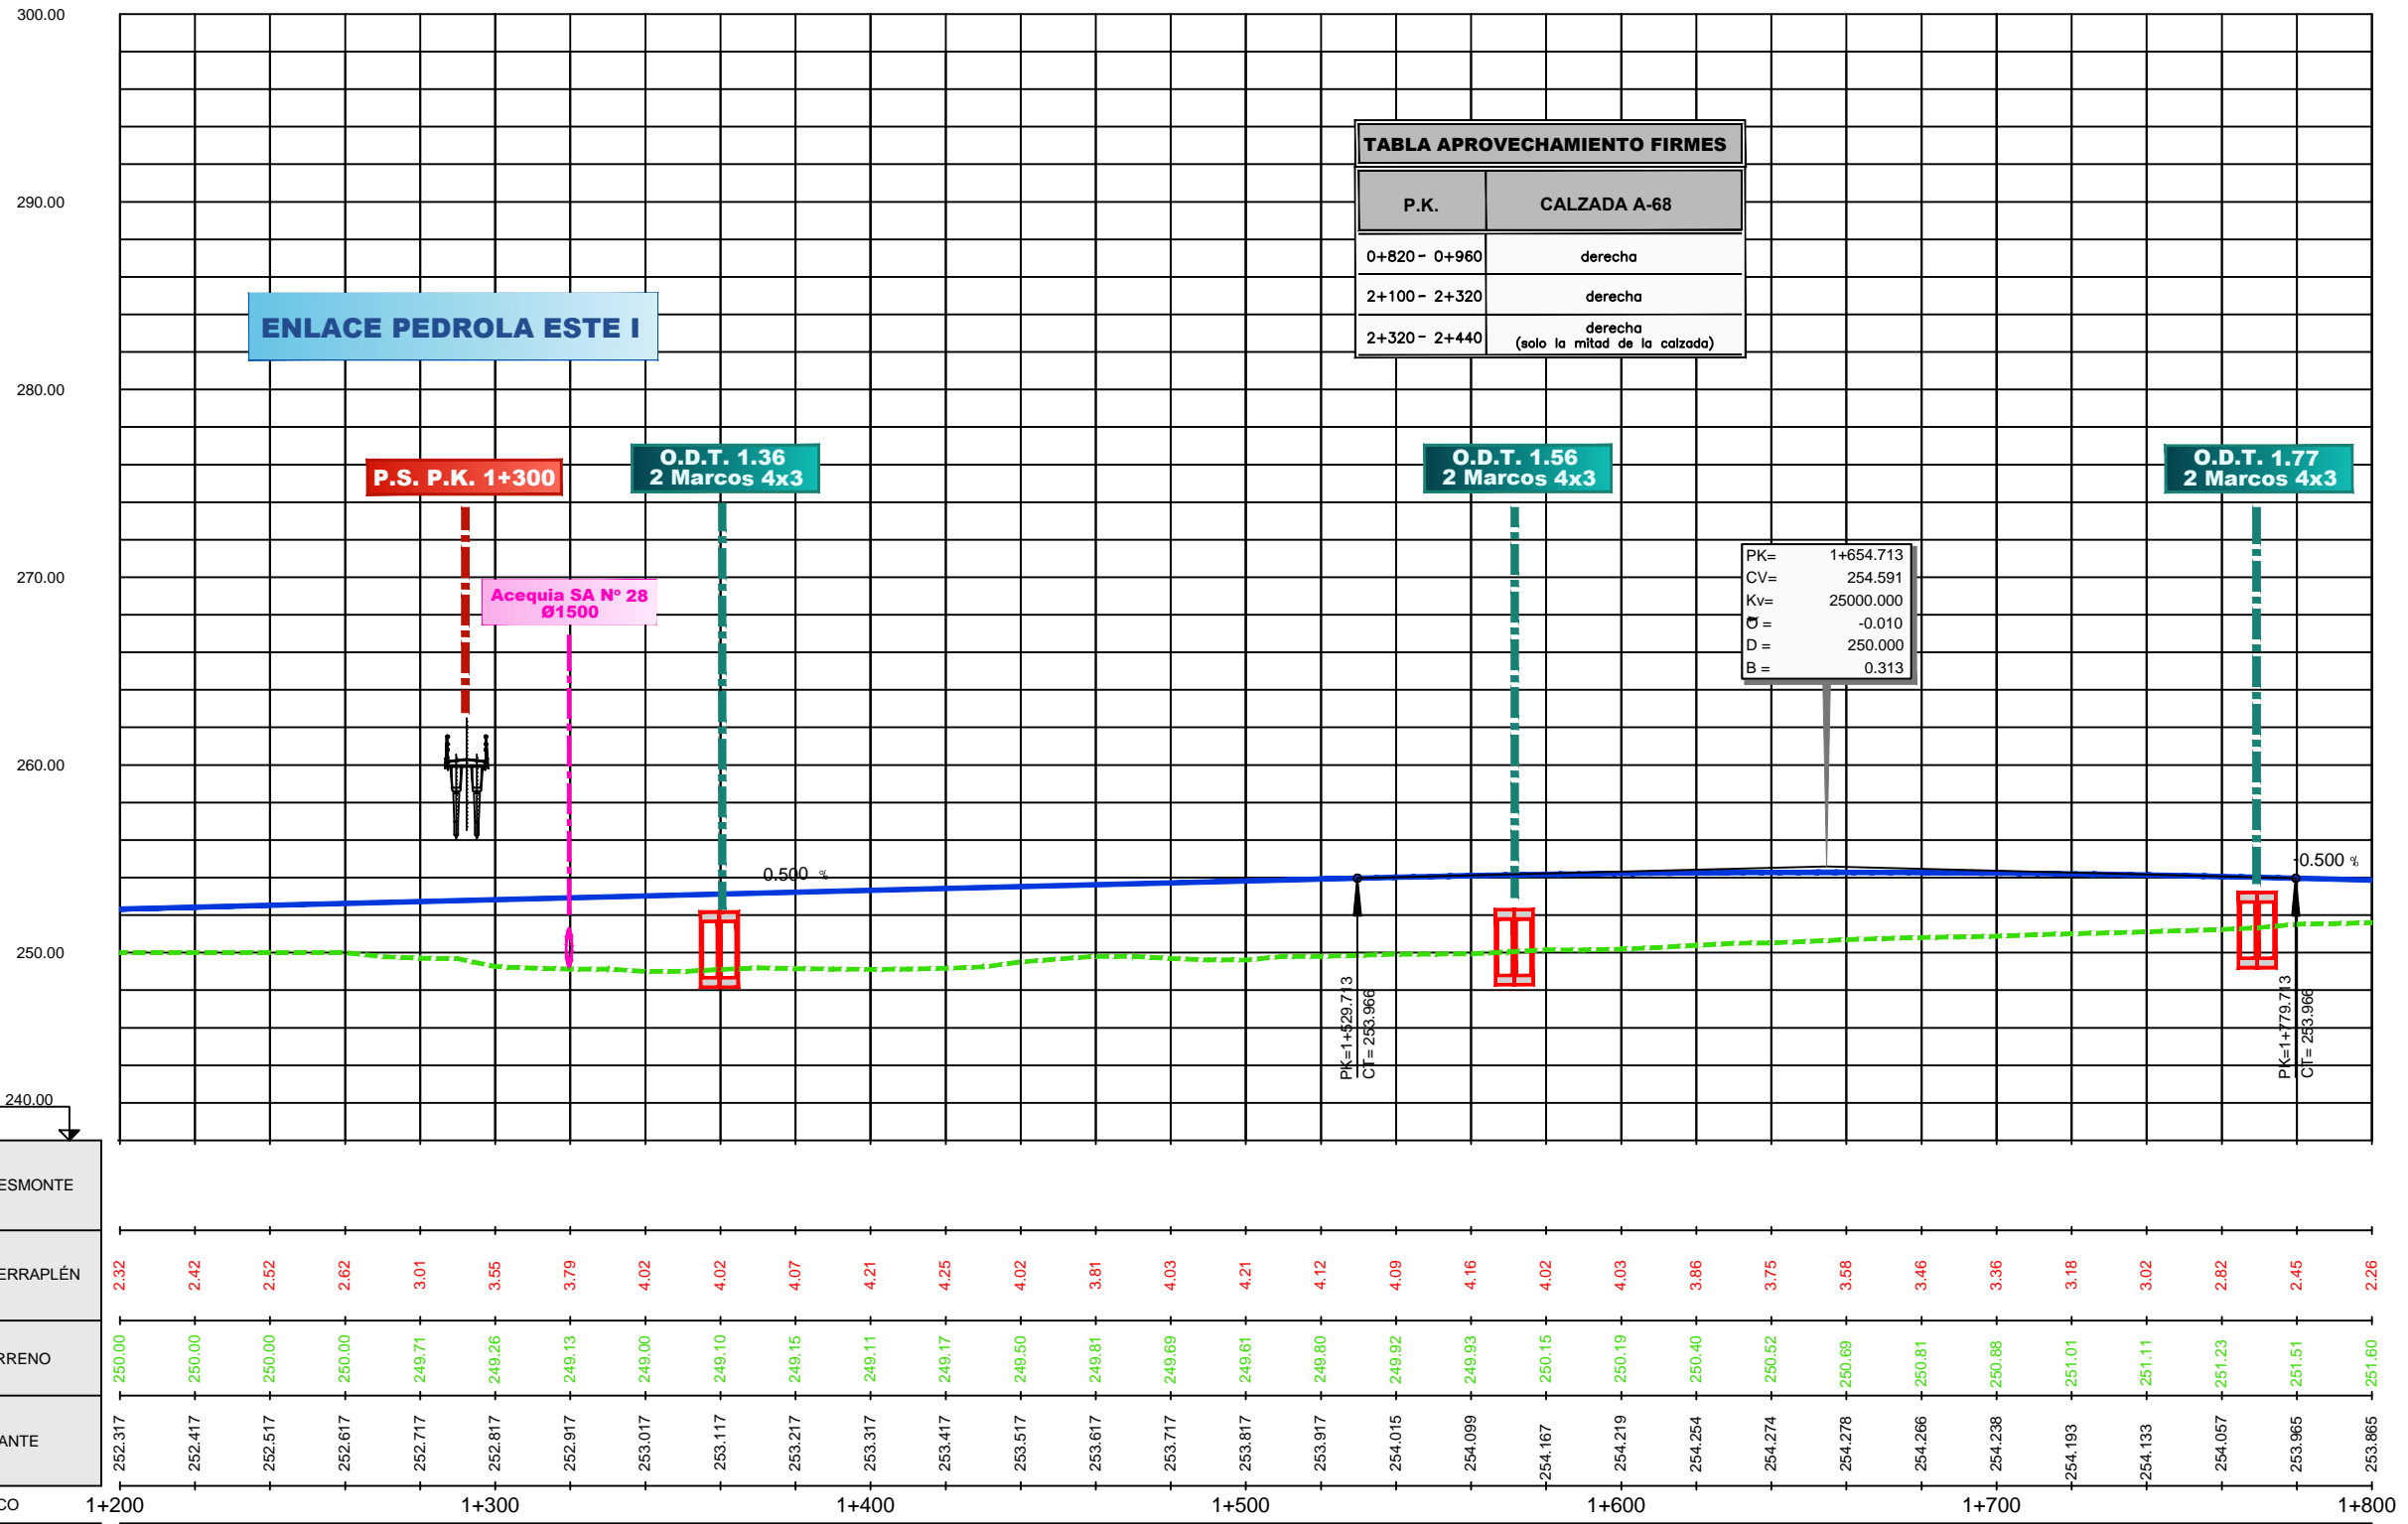 300.00
290.00
280.00
270.00
260.00
250.00
240.00
TABLA APROVECHAMIENTO FIRMES
P.K. CALZADA A-68
0+820- 0+960 derecha
2+100- 2+320 derecha
2+320- 2+440 derecha
(solo la mitad de la calzada)
ENLACE PEDROLA ESTE I
P.S. P.K. 1+300
O.D.T. 1.36
2 Marcos 4x3
O.D.T. 1.56
2 Marcos 4x3
O.D.T. 1.77
2 Marcos 4x3
Acequia SA Nº 28
Ø1500
PK= 1+654.713
CV= 254.591
Kv= 25000.000
Ö = -0.010
D = 250.000
B = 0.313
0.500 %
-0.500 %
PK=1+529.713
CT= 253.966
PK=1+779.713
CT= 253.966
ESMONTE
ERRAPLÉN 2.32 2.42 2.52 2.62 3.01 3.55 3.79 4.02 4.02 4.07 4.21 4.25 4.02 3.81 4.03 4.21 4.12 4.09 4.16 4.02 4.03 3.86 3.75 3.58 3.46 3.36 3.18 3.02 2.82 2.45 2.26
RRENO 250.00 250.00 250.00 250.00 249.71 249.26 249.13 249.00 249.10 249.15 249.11 249.17 249.50 249.81 249.69 249.61 249.80 249.92 249.93 250.15 250.19 250.40 250.52 250.69 250.81 250.88 251.01 251.11 251.23 251.51 251.60
ANTE 252.317 252.417 252.517 252.617 252.717 252.817 252.917 253.017 253.117 253.217 253.317 253.417 253.517 253.617 253.717 253.817 253.917 254.015 254.099 254.167 254.219 254.254 254.274 254.278 254.266 254.238 254.193 254.133 254.057 253.965 253.865
CO 1+200 1+300 1+400 1+500 1+600 1+700 1+800